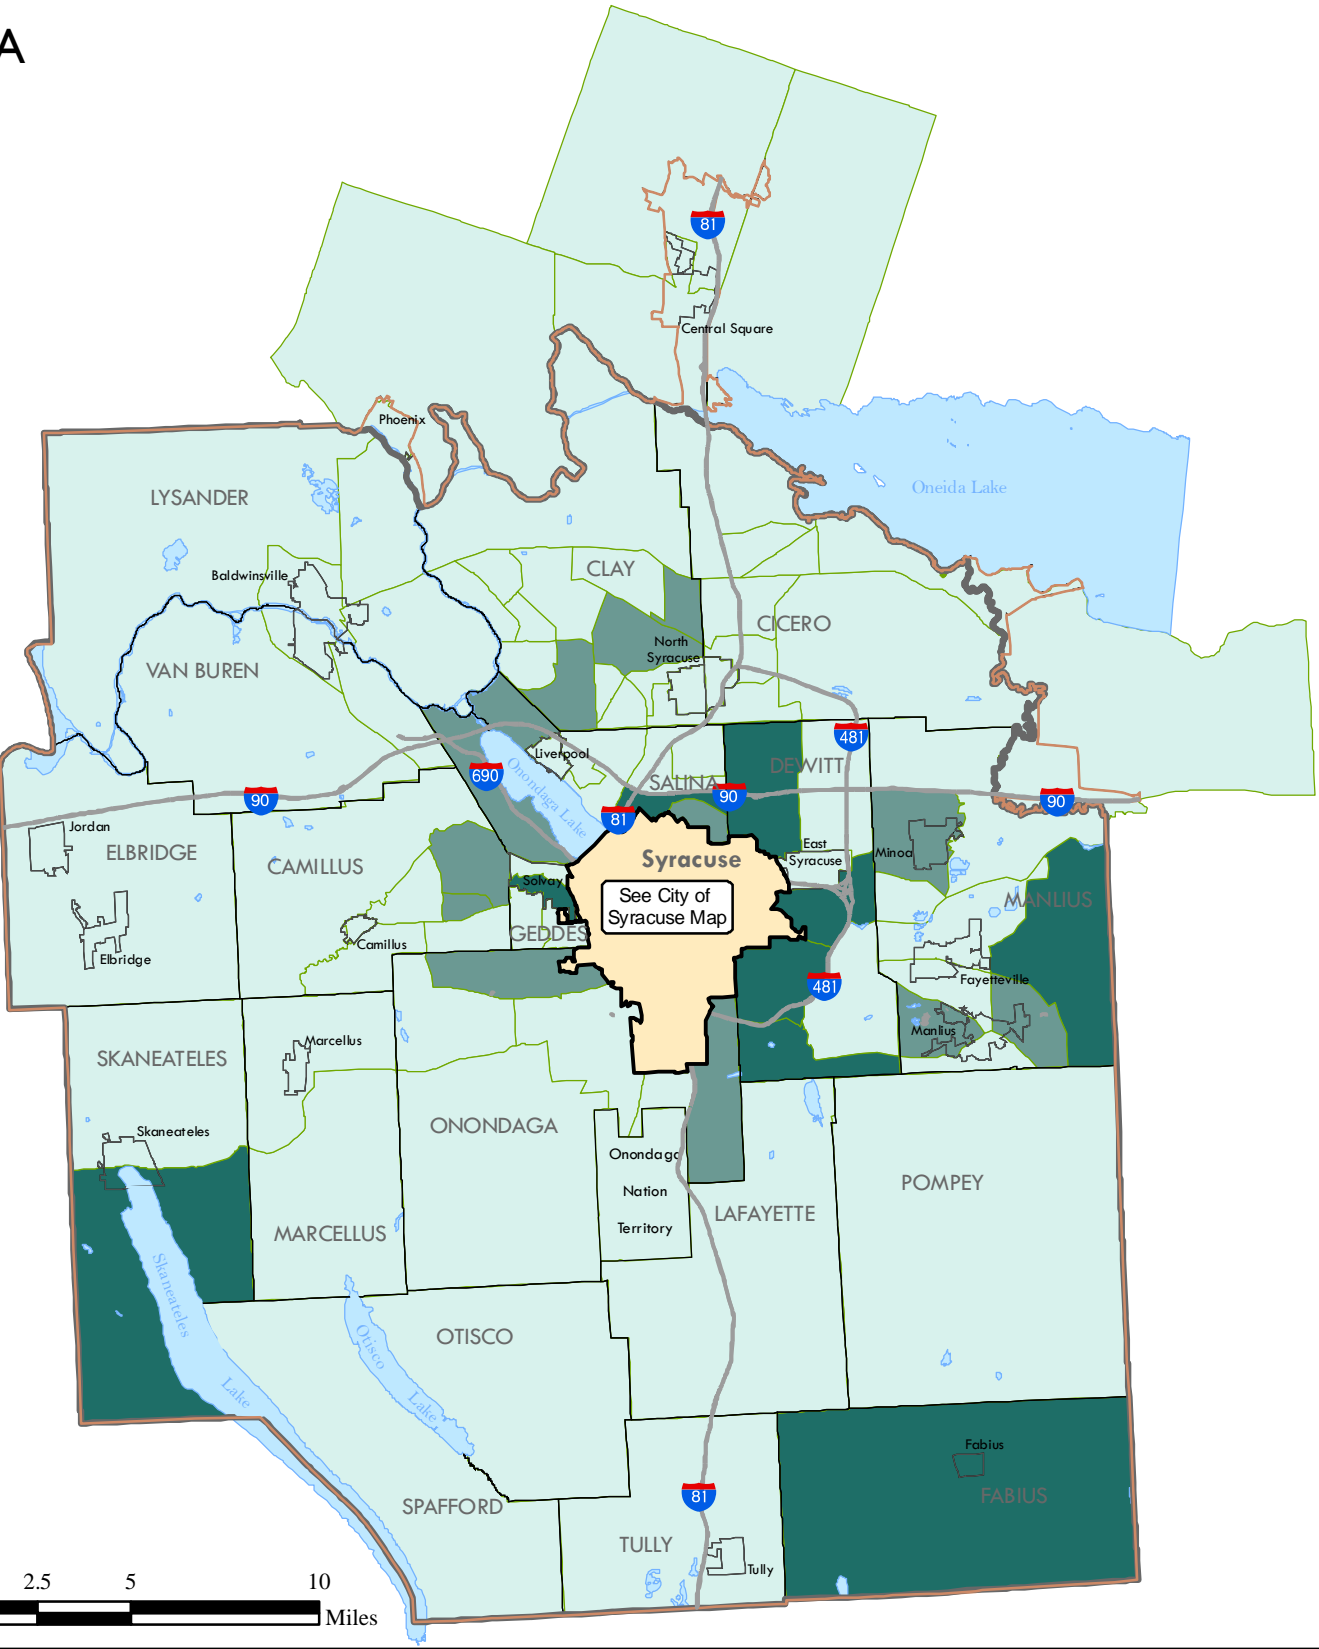 A
81
Central Square
Phoenix
Oneida Lake
LYSANDER
CLAY
Baldwinsville
CICERO
North
Syracuse
VAN BUREN
481
Liverpool
DEWITT
690
Onondaga Lake
SALINA
90
90
90
81
Jordan
East
Syracuse
Minoa
ELBRIDGE
CAMILLUS
Syracuse
Solvay
See City of
Syracuse Map
MANLIUS
GEDDES
Camillus
Elbridge
Fayetteville
481
Manlius
Marcellus
SKANEATELES
ONONDAGA
Skaneateles
Onondaga
Nation
Territory
POMPEY
LAFAYETTE
MARCELLUS
Skaneateles
Lake
OTISCO
Otisco
Lake
Fabius
FABIUS
81
SPAFFORD
TULLY
Tully
2.5 5 10
Miles